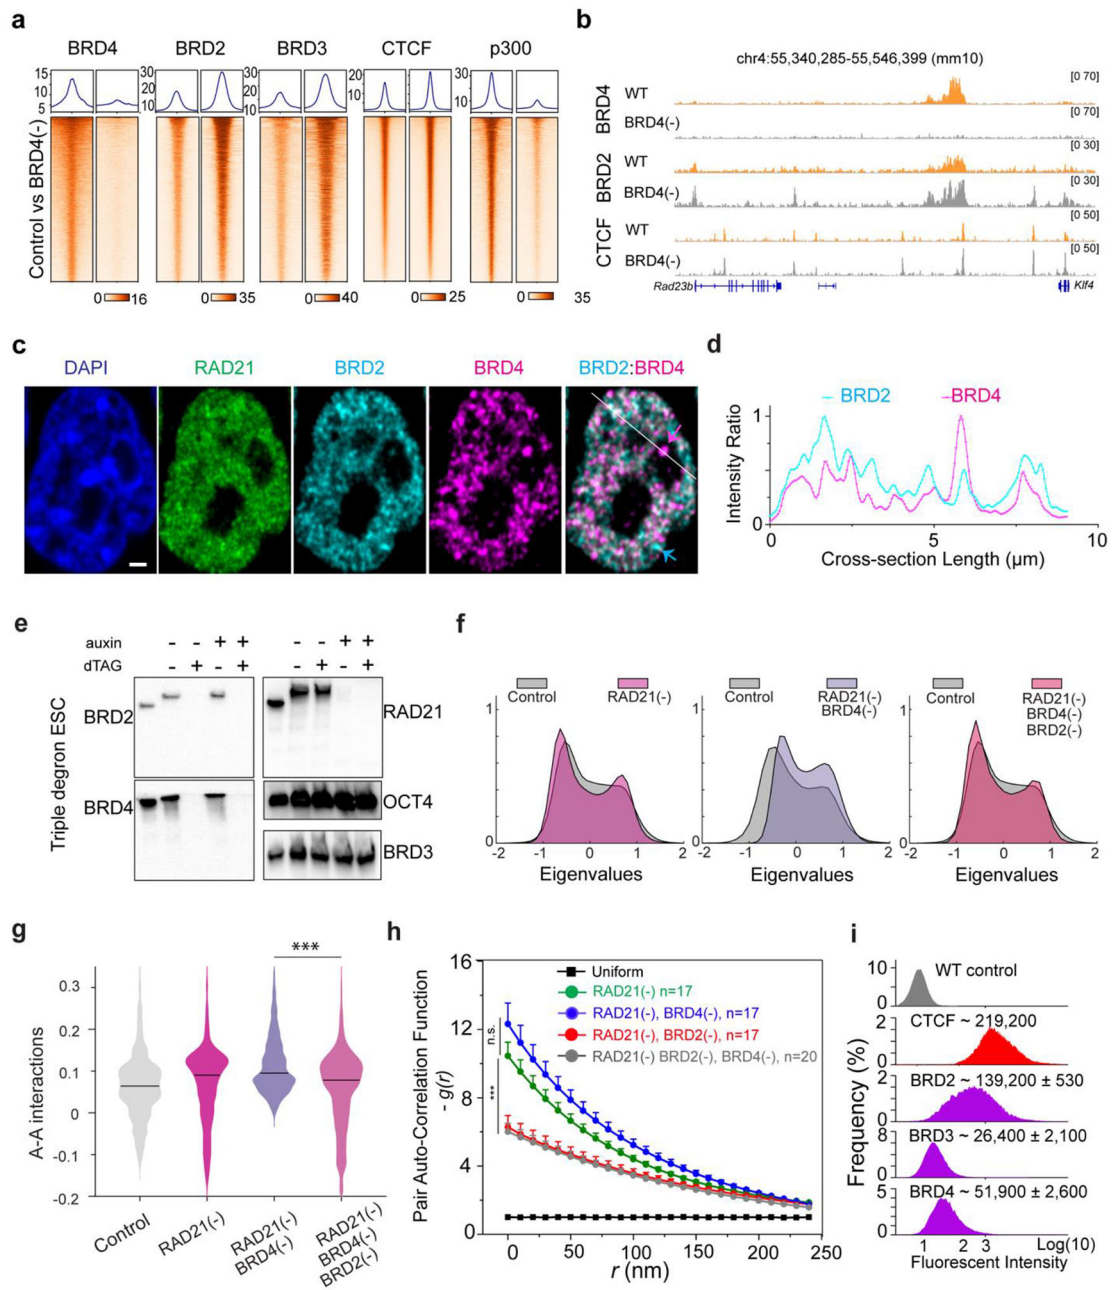 a
BRD4 BRD2 BRD3 CTCF p300
15
10
5
30
20
10
30
20
10
30
20
10
30
10
Control vs BRD4(-)
0 16 0 35 0 40 0 25 0 35
b
chr4:55,340,285-55,546,399 (mm10)
BRD4
WT [0 70]
BRD4(-) [0 70]
BRD2
WT [0 30]
BRD4(-) [0 30]
CTCF
WT [0 50]
BRD4(-) [0 50]
Rad23b Klf4
c
DAPI RAD21 BRD2 BRD4 BRD2:BRD4
d
BRD2 BRD4
Intensity Ratio
1
0
0 5 10
Cross-section Length (µm)
e
auxin - - + + - - + +
dTAG - + - + - + - +
Triple degron ESC
BRD2 RAD21
BRD4 OCT4
BRD3
f
Control RAD21(-)
Control RAD21(-)
BRD4(-)
Control RAD21(-)
BRD4(-)
BRD2(-)
1 1 1
0 0 0
-2 -1 0 1 2 -2 -1 0 1 2 -2 -1 0 1 2
Eigenvalues Eigenvalues Eigenvalues
g
***
A-A interactions
0.3
0.2
0.1
0
-0.1
-0.2
Control
RAD21(-)
RAD21(-)
BRD4(-)
RAD21(-)
BRD4(-)
BRD2(-)
h
Pair Auto-Correlation Function
- g(r)
16
12
8
4
0
n.s.
***
Uniform
RAD21(-) n=17
RAD21(-), BRD4(-), n=17
RAD21(-), BRD2(-), n=17
RAD21(-) BRD2(-), BRD4(-), n=20
0 50 100 150 200 250
r (nm)
i
Frequency (%)
10
0
WT control
2
0
CTCF ~ 219,200
2
0
BRD2 ~ 139,200 ± 530
8
0
BRD3 ~ 26,400 ± 2,100
5
0
BRD4 ~ 51,900 ± 2,600
1 2 3 Log(10)
Fluorescent Intensity